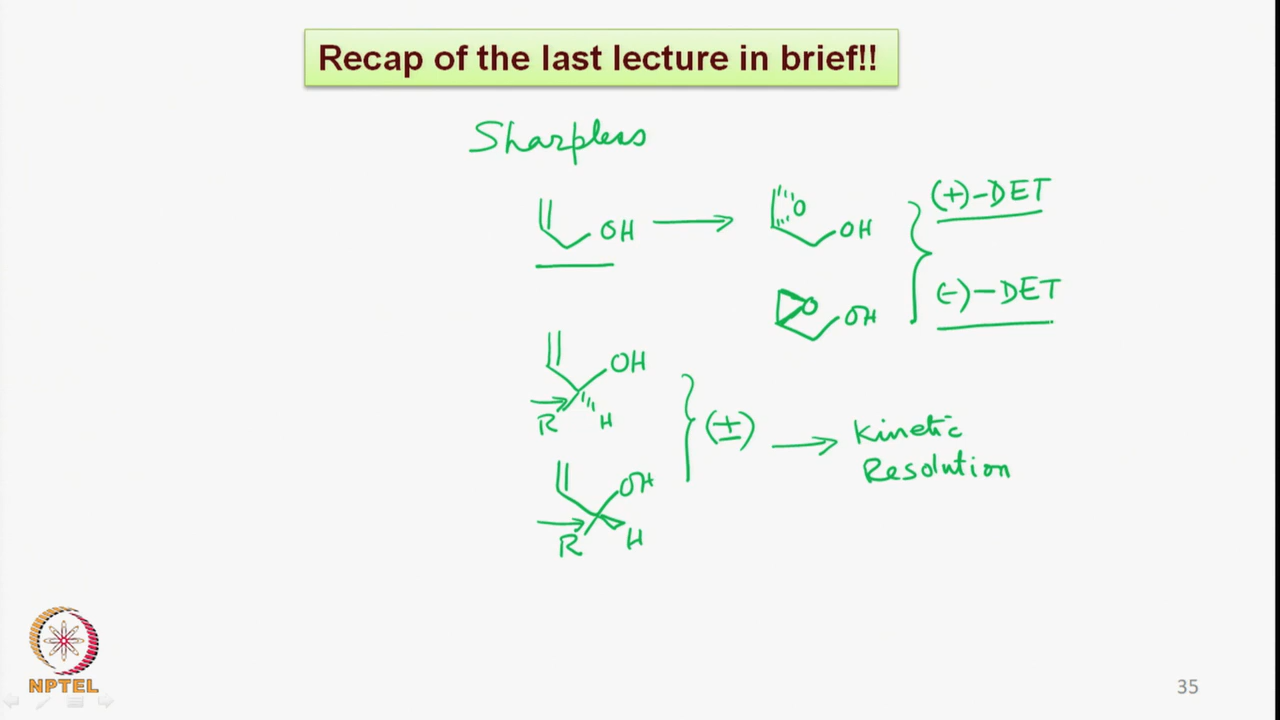 Recap of the last lecture in brief!!
Sharpless
OH
O
OH
(+)-DET
O
OH
(-)-DET
OH
R
H
(±)
Kinetic
Resolution
OH
R
H
NPTEL
35